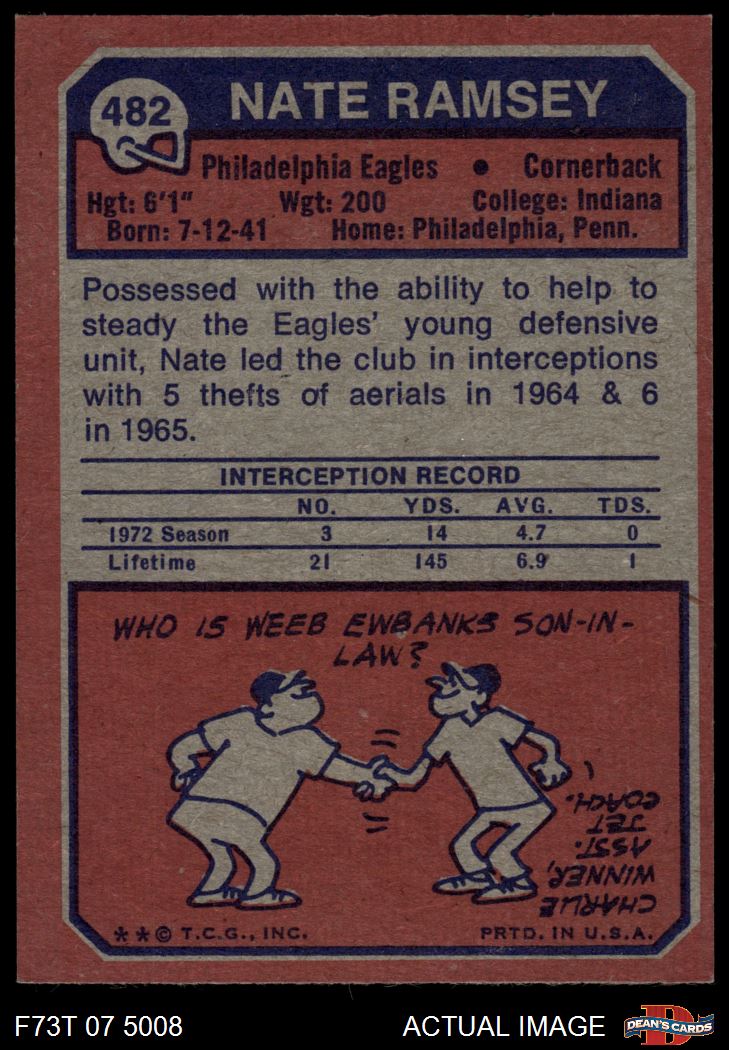 482
NATE RAMSEY
Philadelphia Eagles • Cornerback
Hgt: 6'1" Wgt: 200 College: Indiana
Born: 7-12-41 Home: Philadelphia, Penn.
Possessed with the ability to help to
steady the Eagles' young defensive
unit, Nate led the club in interceptions
with 5 thefts of aerials in 1964 & 6
in 1965.
INTERCEPTION RECORD
NO. YDS. AVG. TDS.
1972 Season 3 14 4.7 0
Lifetime 21 145 6.9 1
WHO IS WEEB EWBANKS SON-IN-
LAW?
CHARLIE
WINNER,
ASST.
JET
COACH.
**© T.C.G., INC. PRTD. IN U.S.A.
F73T 07 5008 ACTUAL IMAGE DEAN'S CARDS